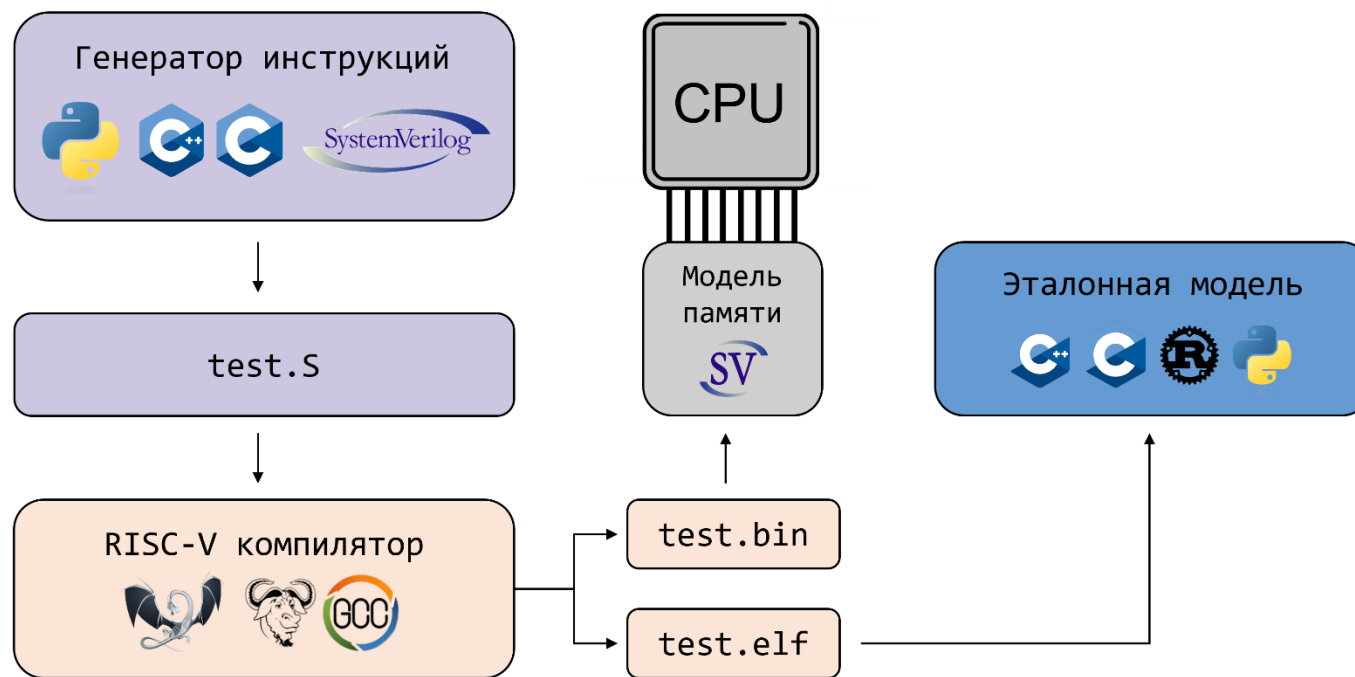 Генератор инструкций
C++
C
SystemVerilog
test.S
RISC-V компилятор
GCC
CPU
Модель
памяти
SV
test.bin
test.elf
Эталонная модель
C++
C
R